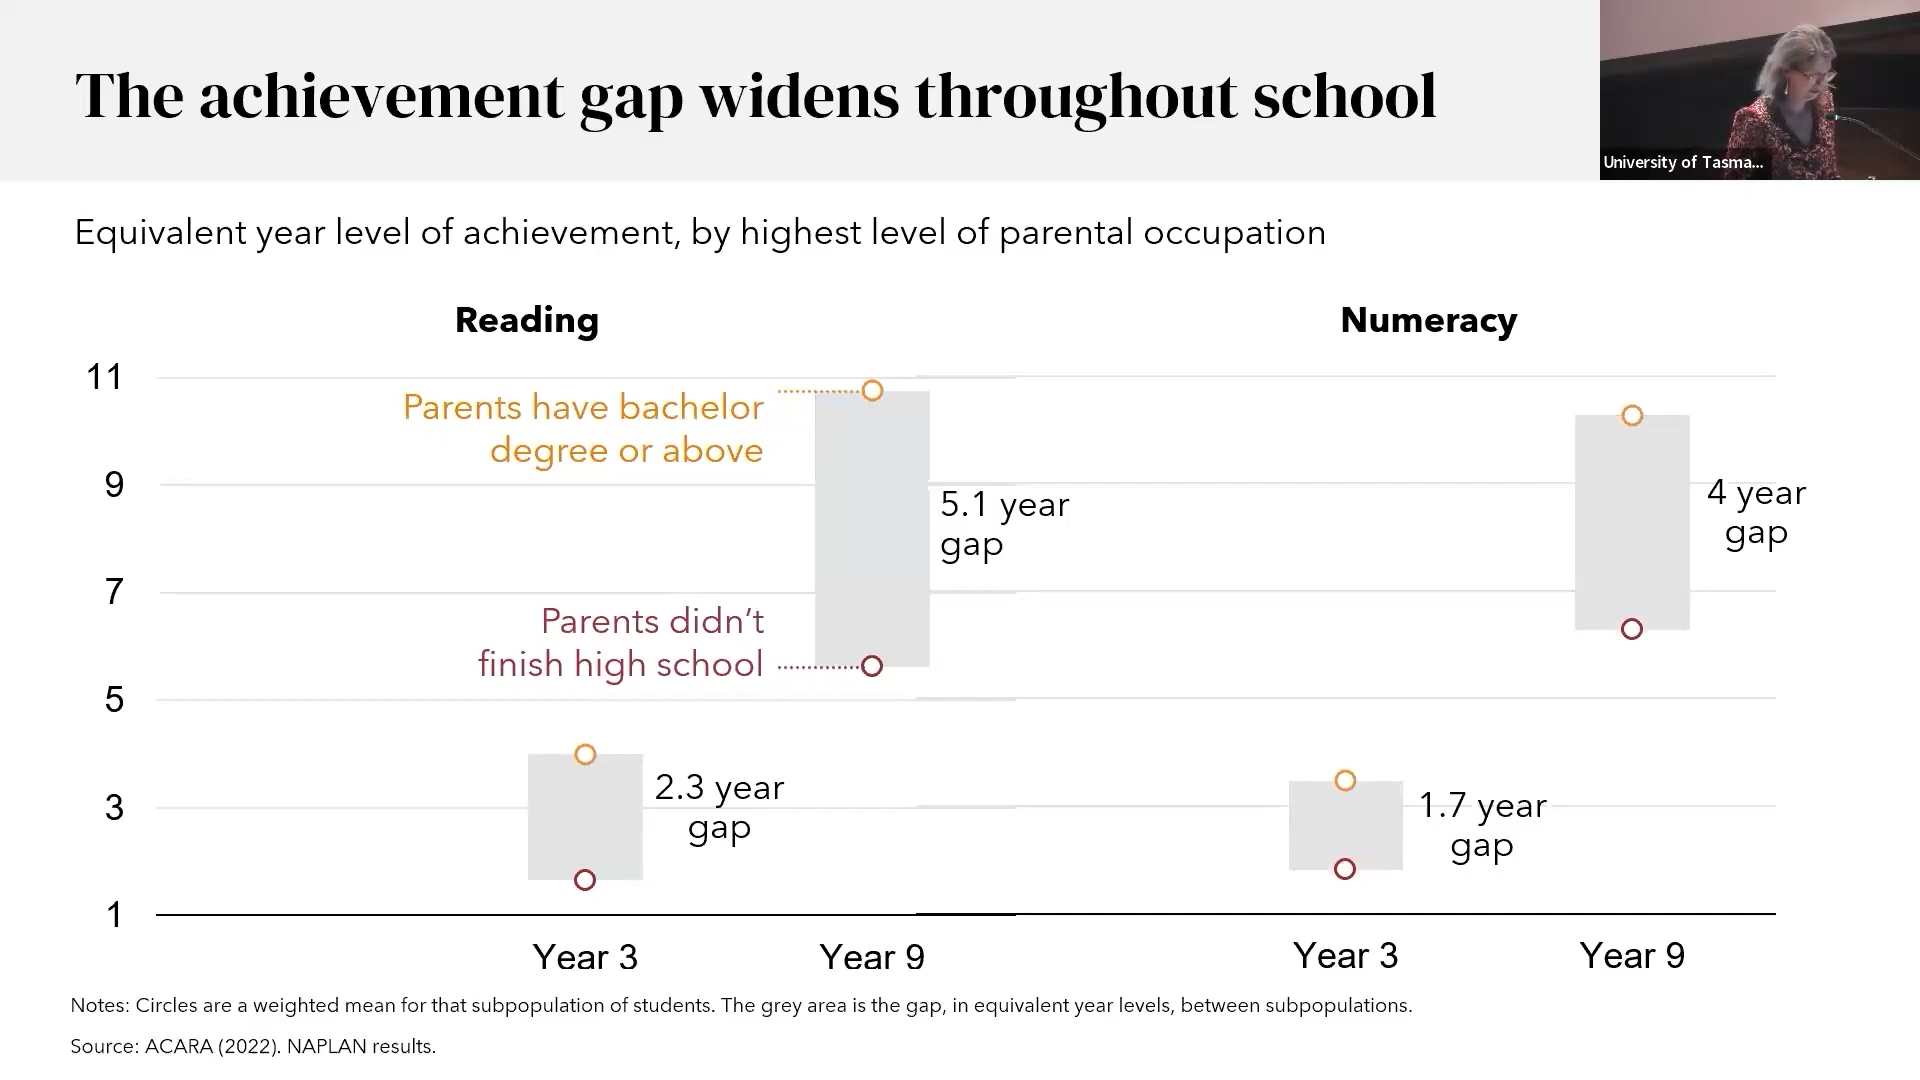 The achievement gap widens throughout school
University of Tasma...
Equivalent year level of achievement, by highest level of parental occupation
Reading
Numeracy
11
9
7
5
3
1
Parents have bachelor
degree or above
5.1 year
gap
Parents didn't
finish high school
2.3 year
gap
4 year
gap
1.7 year
gap
Year 3
Year 9
Year 3
Year 9
Notes: Circles are a weighted mean for that subpopulation of students. The grey area is the gap, in equivalent year levels, between subpopulations.
Source: ACARA (2022). NAPLAN results.